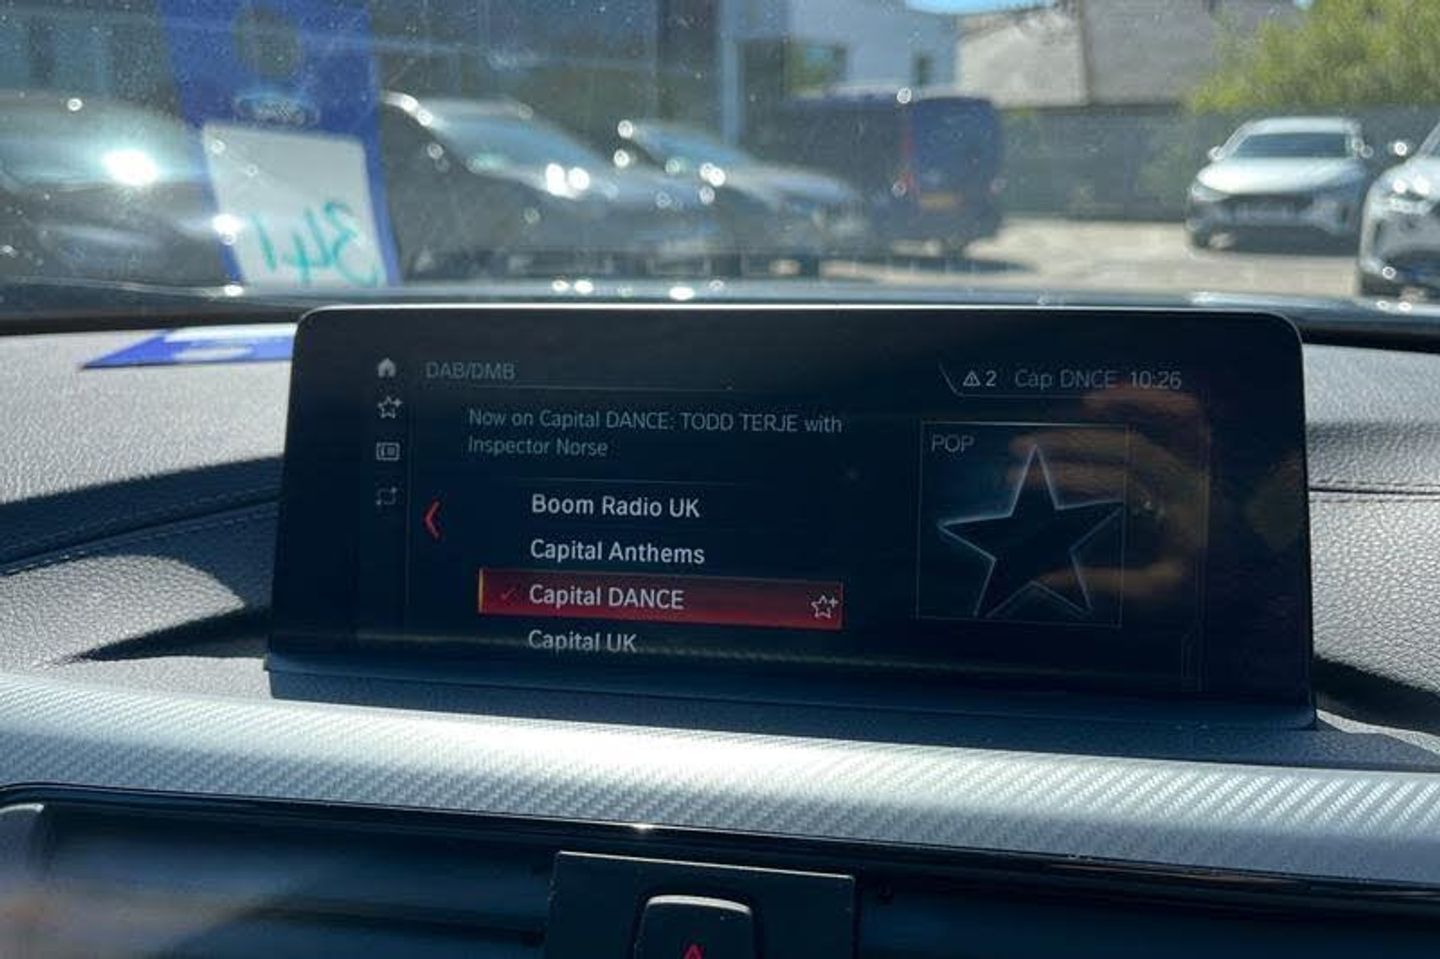 341
DAB/DMB
2 Cap DNCE 10:26
Now on Capital DANCE: TODD TERJE with
Inspector Norse
POP
Boom Radio UK
Capital Anthems
Capital DANCE
Capital UK